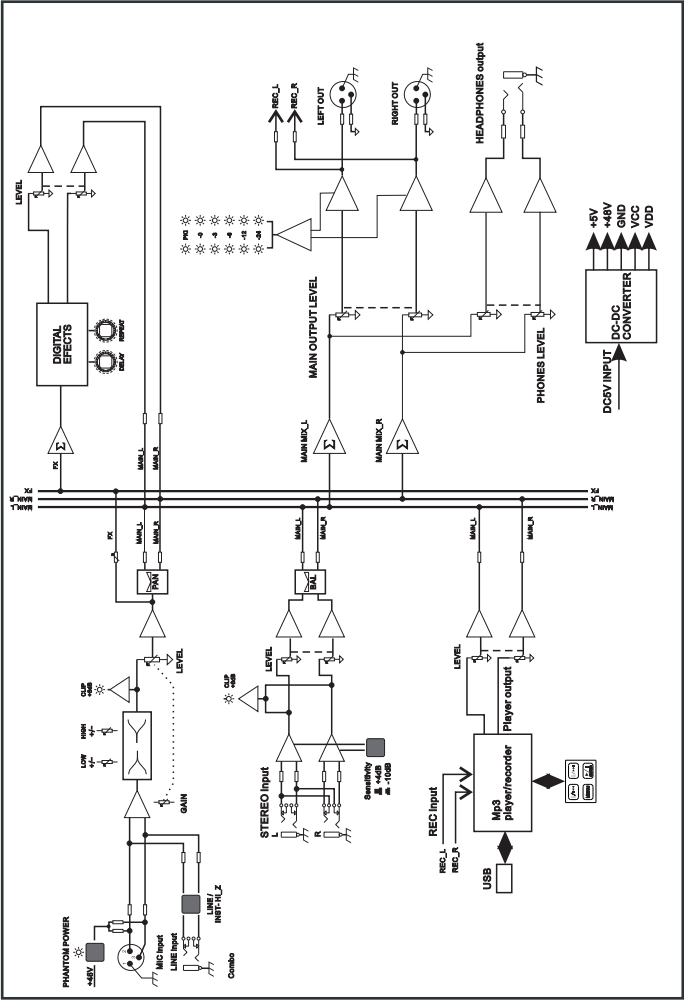 HEADPHONES output
REC_L
REC_R
LEFT OUT
RIGHT OUT
LEVEL
-0
-3
-6
-12
-24
+5V
+48V
GND
VCC
VDD
DIGITAL
EFECTS
REPEAT
DELAY
MAIN OUTPUT LEVEL
PHONES LEVEL
DC-DC
CONVERTER
DC5V INPUT
Σ
FX
MAIN_L
MAIN_R
MAIN MIX_L
Σ
MAIN MIX_R
Σ
FX
MAIN_R
MAIN_L
FX
MAIN_R
MAIN_L
FX
MAIN_L
MAIN_R
MAIN_L
MAIN_R
MAIN_L
MAIN_R
PAN
BAL
LEVEL
CLIP
+6dB
LEVEL
CLIP
+6dB
LEVEL
HIGH
LOW
GAIN
Player output
STEREO Input
L
R
Sensitivity
+4dB
-10dB
REC Input
REC_L
REC_R
Mp3
player/recorder
USB
PHANTOM POWER
+48V
MIC Input
LINE Input
LINE /
INST- HI_Z
Combo